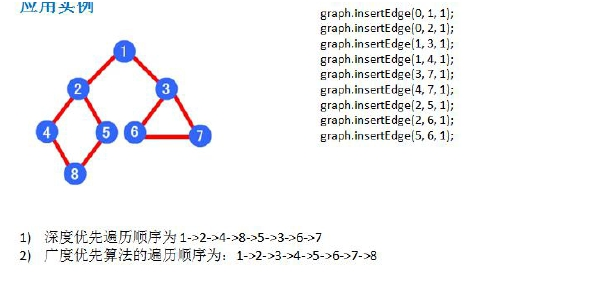 应用实例
graph.insertEdge(0, 1, 1);
graph.insertEdge(0, 2, 1);
graph.insertEdge(1, 3, 1);
graph.insertEdge(1, 4, 1);
graph.insertEdge(3, 7, 1);
graph.insertEdge(4, 7, 1);
graph.insertEdge(2, 5, 1);
graph.insertEdge(2, 6, 1);
graph.insertEdge(5, 6, 1);
1
2 3
4 5 6 7
8
1) 深度优先遍历顺序为 1->2->4->8->5->3->6->7
2) 广度优先算法的遍历顺序为：1->2->3->4->5->6->7->8